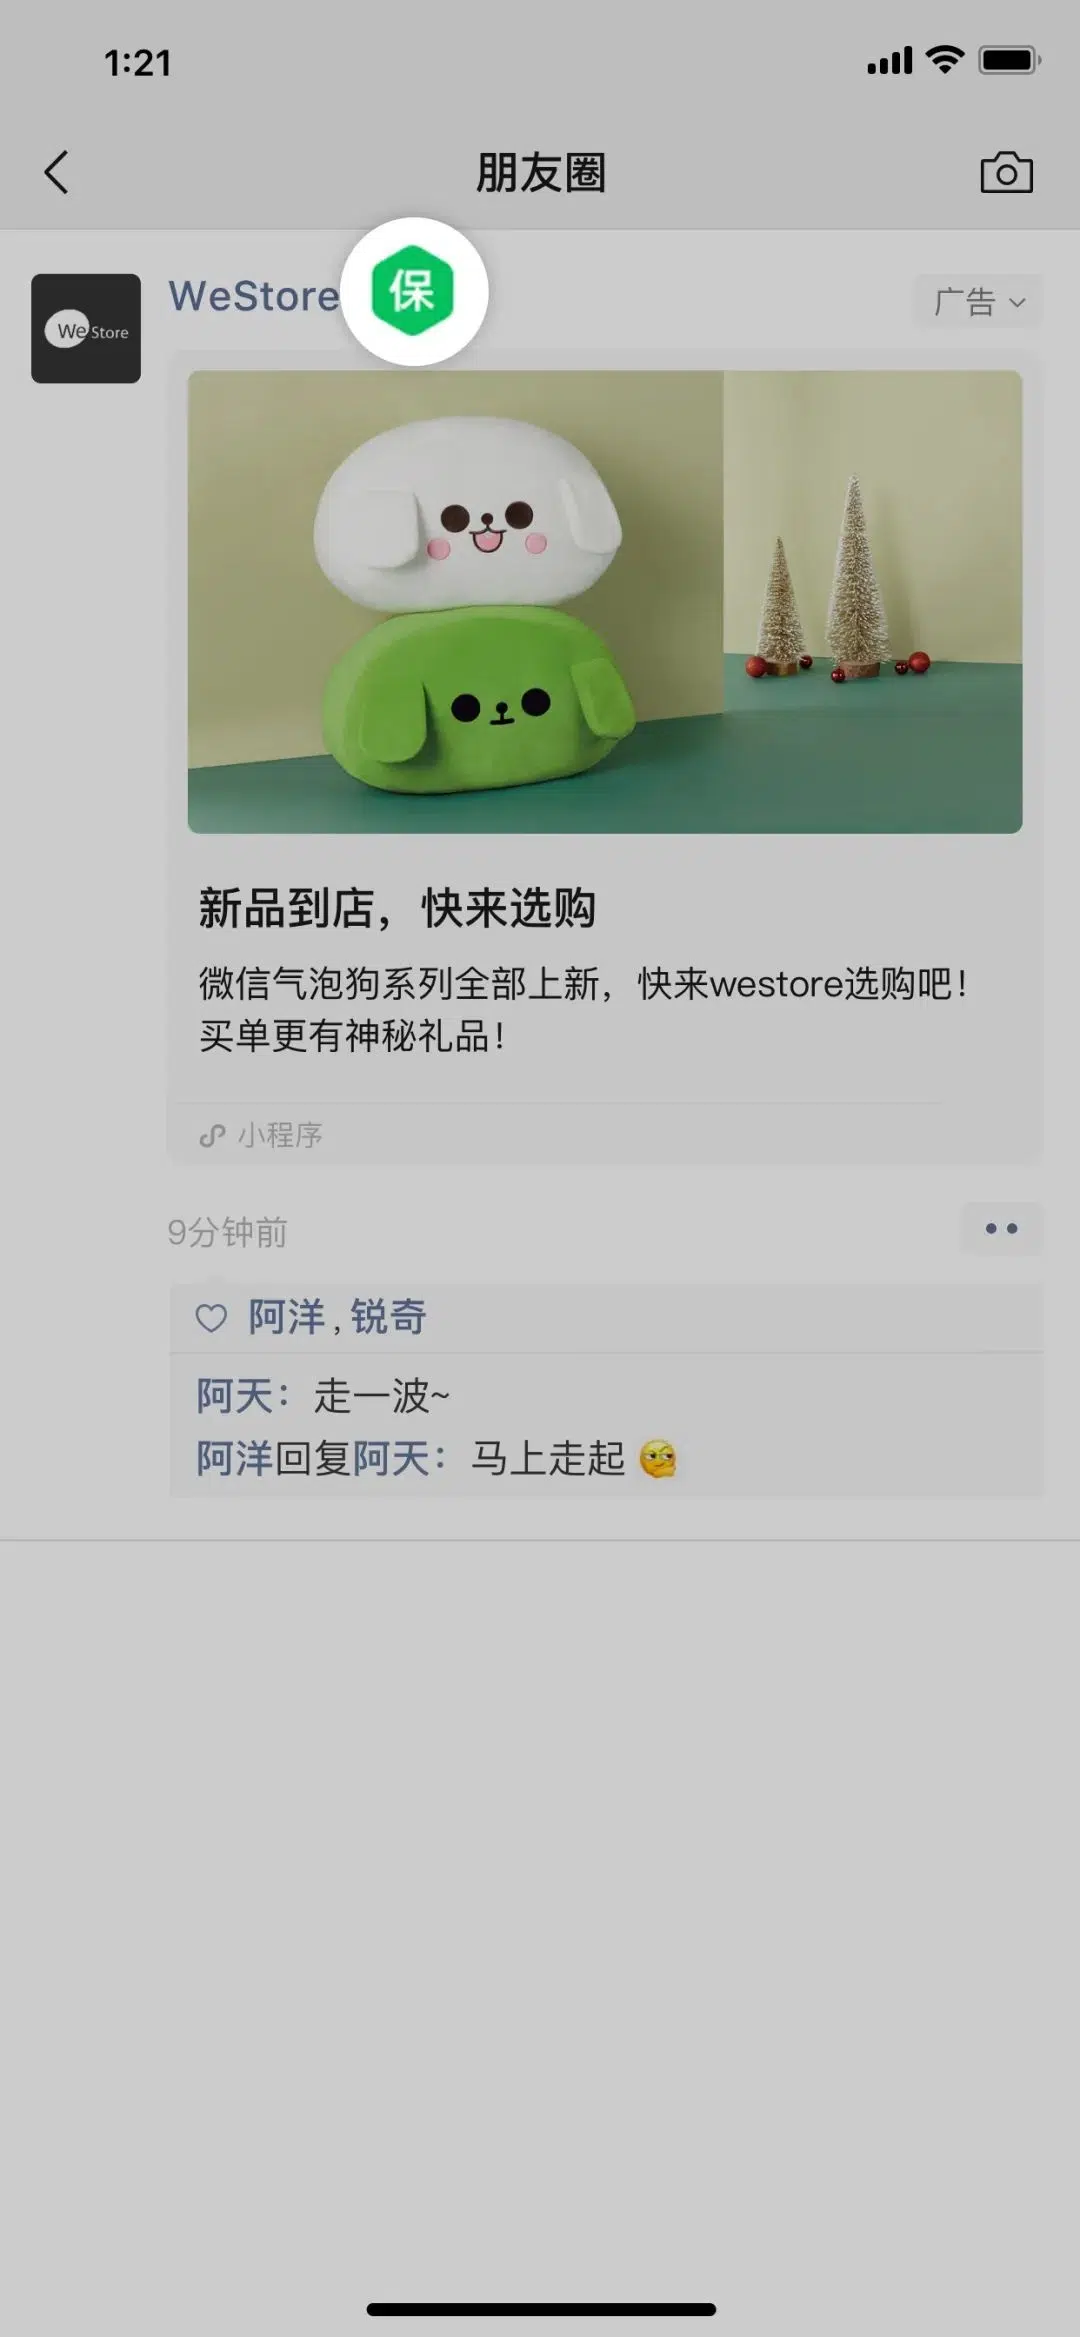 1:21
朋友圈
We Store
WeStore
保
广告
新品到店，快来选购
微信气泡狗系列全部上新，快来westore选购吧！
买单更有神秘礼品！
小程序
9分钟前
阿洋，锐奇
阿天：走一波~
阿洋回复阿天：马上走起